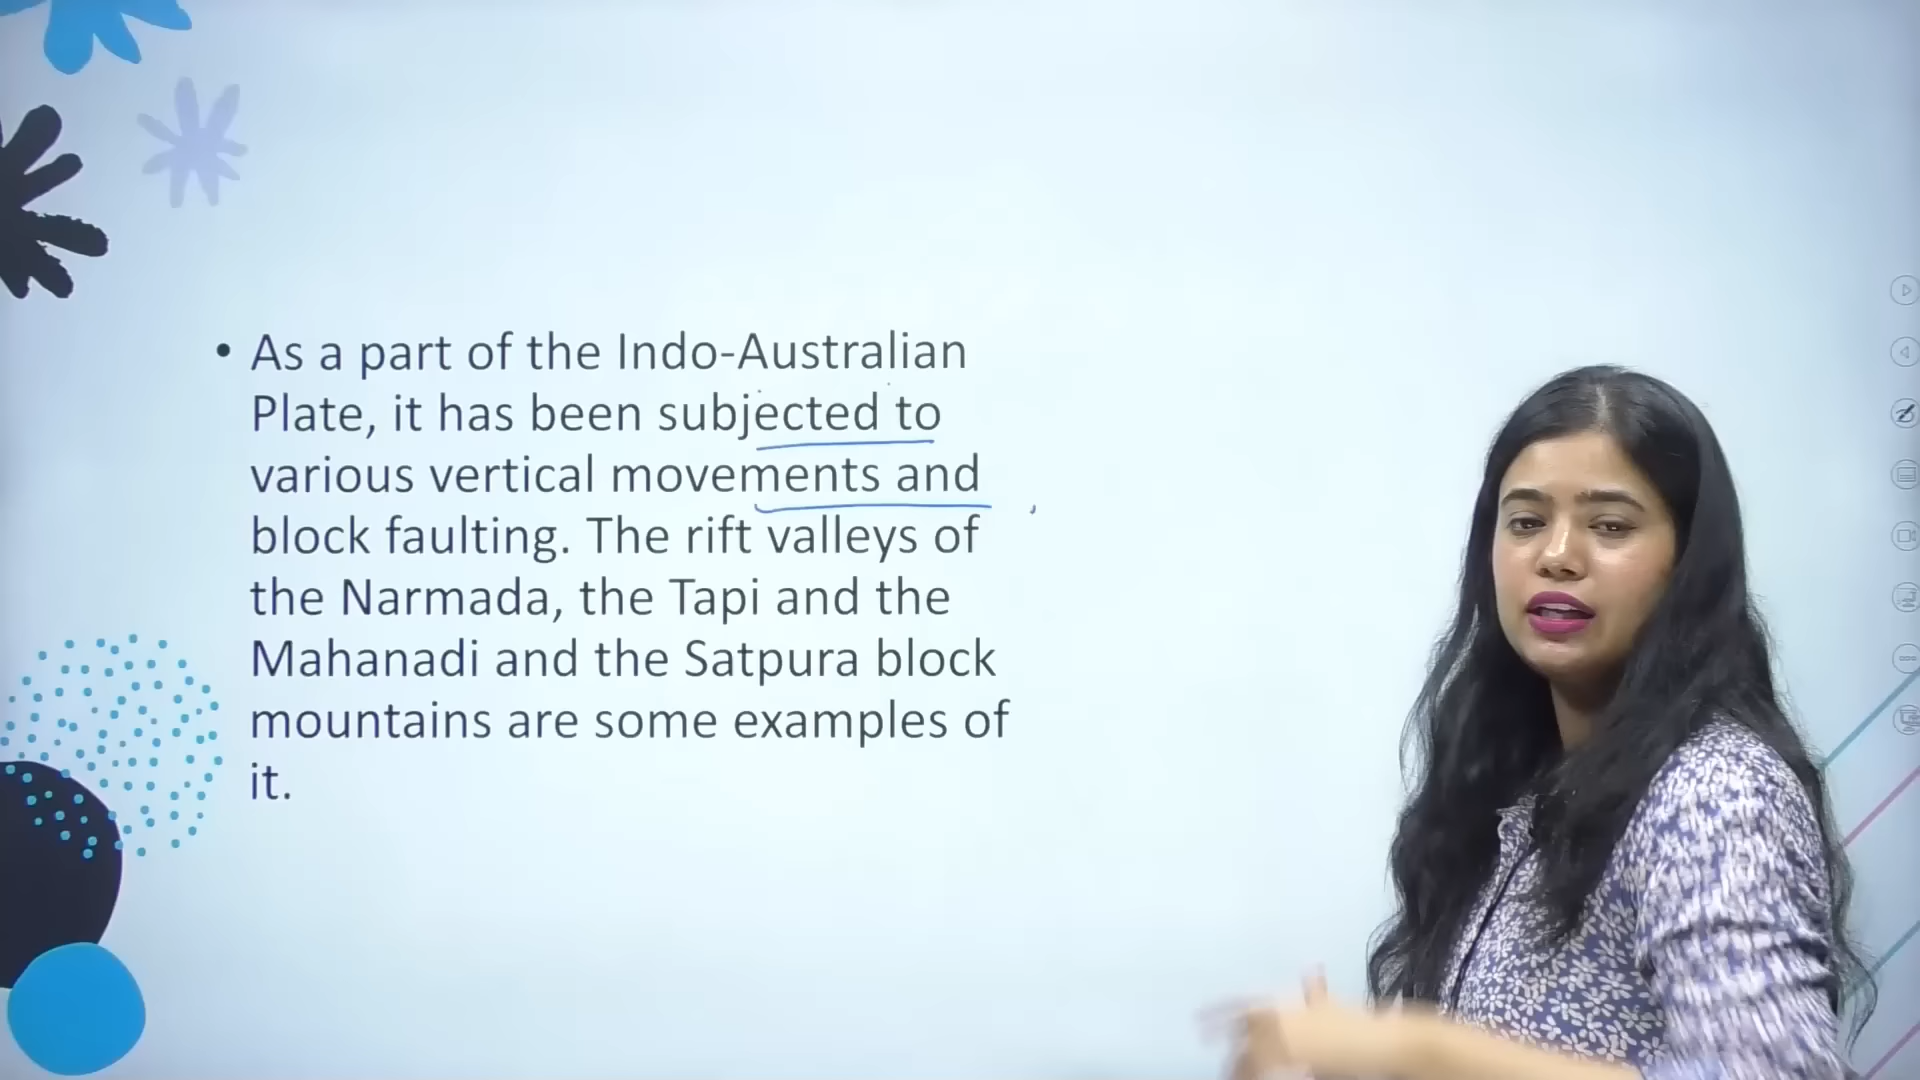 • As a part of the Indo-Australian
Plate, it has been subjected to
various vertical movements and
block faulting. The rift valleys of
the Narmada, the Tapi and the
Mahanadi and the Satpura block
mountains are some examples of
it.